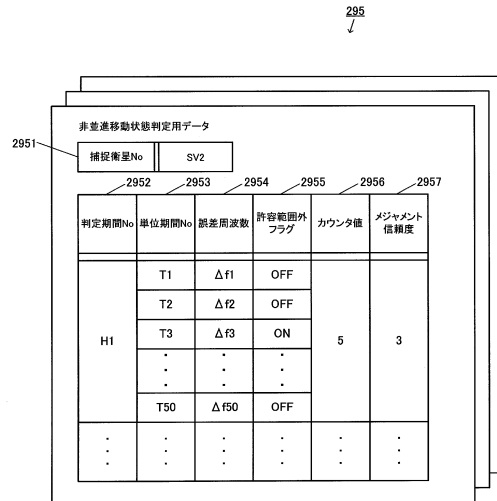 295
非並進移動状態判定用データ
2951
捕捉衛星No SV2
2952 2953 2954 2955 2956 2957
判定期間No 単位期間No 誤差周波数 許容範囲外フラグ カウンタ値 メジャメント信頼度
H1 T1 Δf1 OFF 5 3
T2 Δf2 OFF
T3 Δf3 ON
T50 Δf50 OFF